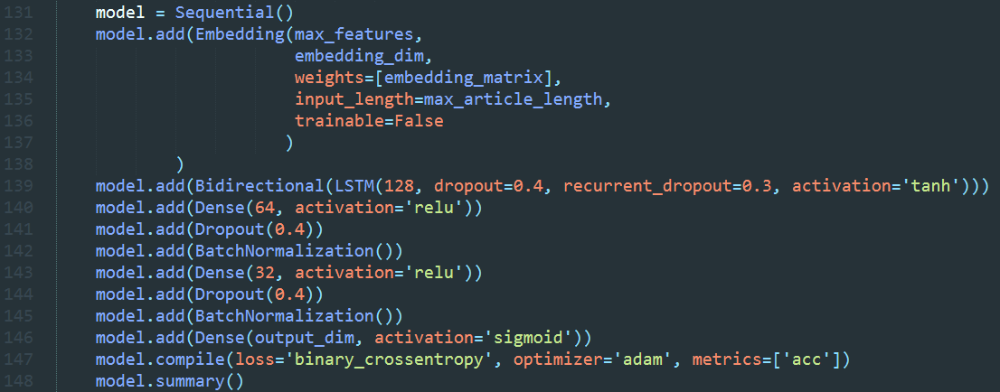 131 model = Sequential()
132 model.add(Embedding(max_features,
133 embedding_dim,
134 weights=[embedding_matrix],
135 input_length=max_article_length,
136 trainable=False
137 )
138 )
139 model.add(Bidirectional(LSTM(128, dropout=0.4, recurrent_dropout=0.3, activation='tanh')))
140 model.add(Dense(64, activation='relu'))
141 model.add(Dropout(0.4))
142 model.add(BatchNormalization())
143 model.add(Dense(32, activation='relu'))
144 model.add(Dropout(0.4))
145 model.add(BatchNormalization())
146 model.add(Dense(output_dim, activation='sigmoid'))
147 model.compile(loss='binary_crossentropy', optimizer='adam', metrics=['acc'])
148 model.summary()